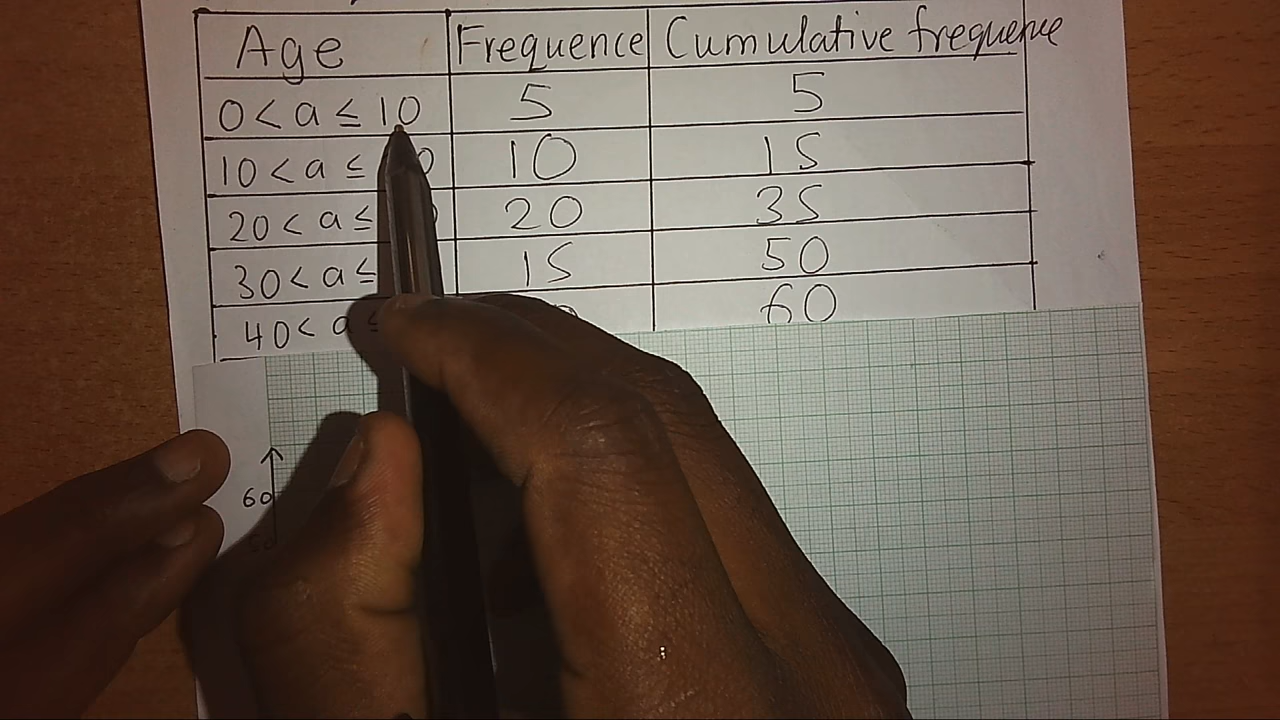 Age Frequence Cumulative frequence
0 < a ≤ 10 5 5
10 < a ≤ 10 15
20 < a ≤ 20 35
30 < a ≤ 15 50
40 < a ≤ 60
60
50